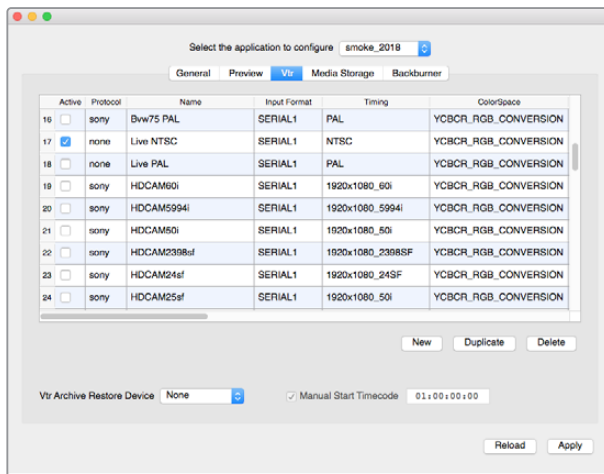 Select the application to configure smoke_2018
General Preview Vtr Media Storage Backburner
Active Protocol Name Input Format Timing ColorSpace
16 sony Bvw75 PAL SERIAL1 PAL YCBCR_RGB_CONVERSION
17 none Live NTSC SERIAL1 NTSC YCBCR_RGB_CONVERSION
18 none Live PAL SERIAL1 PAL YCBCR_RGB_CONVERSION
19 sony HDCAM60i SERIAL1 1920x1080_60i YCBCR_RGB_CONVERSION
20 sony HDCAM5994i SERIAL1 1920x1080_5994i YCBCR_RGB_CONVERSION
21 sony HDCAM50i SERIAL1 1920x1080_50i YCBCR_RGB_CONVERSION
22 sony HDCAM2398sf SERIAL1 1920x1080_2398SF YCBCR_RGB_CONVERSION
23 sony HDCAM24sf SERIAL1 1920x1080_24SF YCBCR_RGB_CONVERSION
24 sony HDCAM25sf SERIAL1 1920x1080_50i YCBCR_RGB_CONVERSION
New Duplicate Delete
Vtr Archive Restore Device None Manual Start Timecode 01:00:00:00
Reload Apply